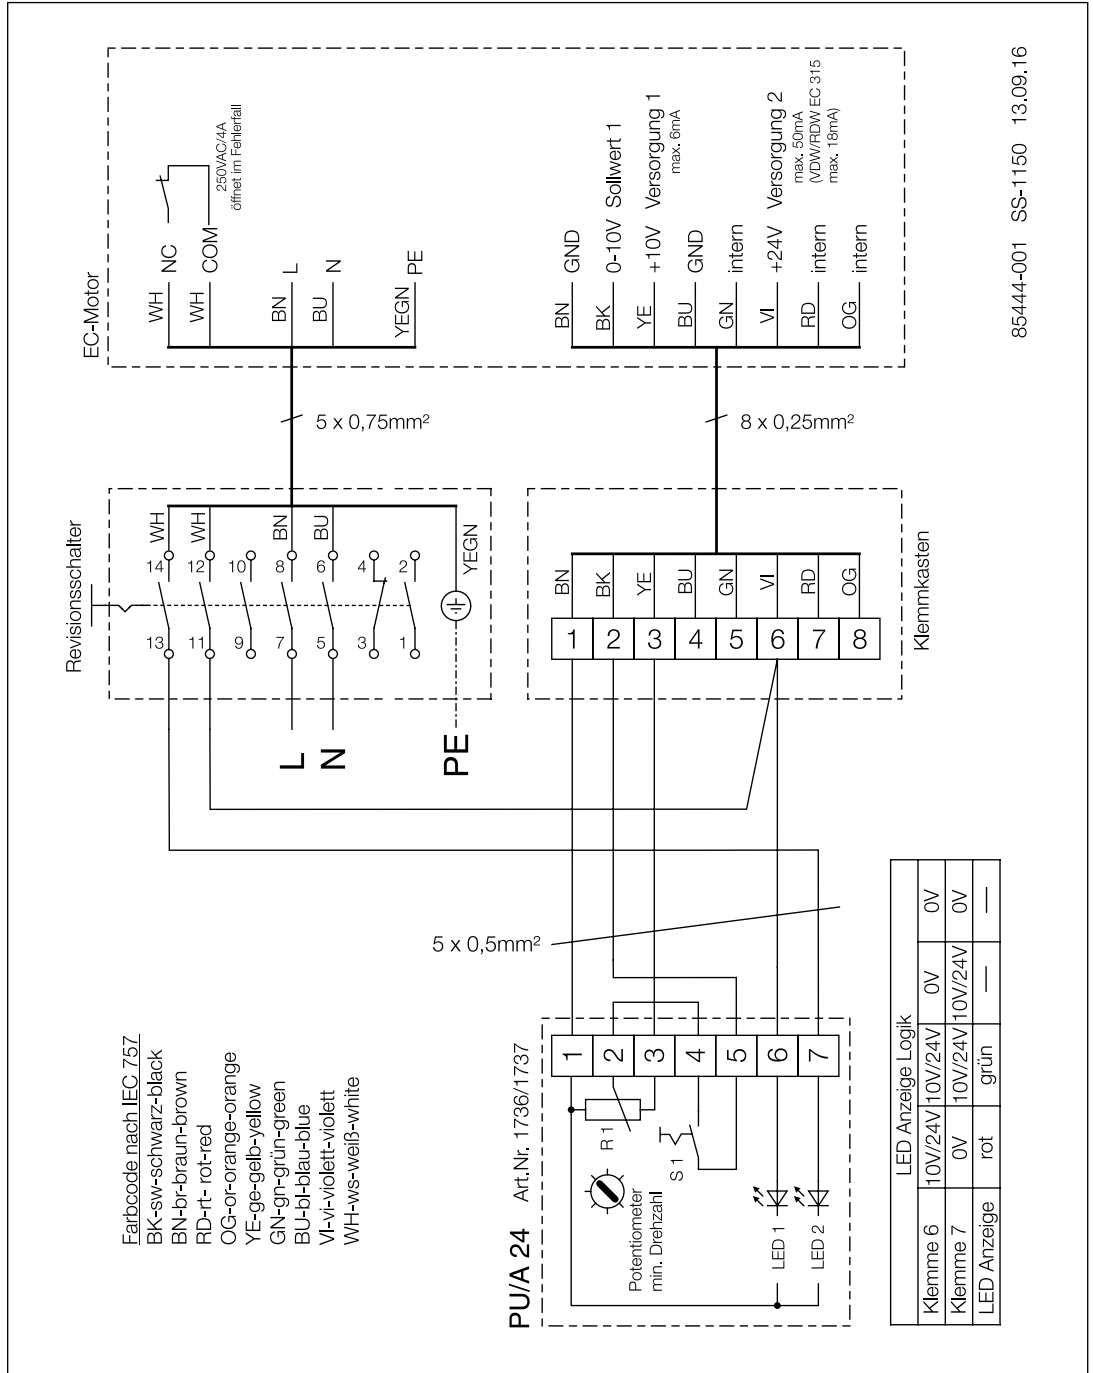 EC-Motor
WH
NC
WH
COM
250VAC/4A
öffnet im Fehlerfall
BN
L
BU
N
YEGN
PE
BN
GND
BK
0-10V Sollwert 1
YE
+10V Versorgung 1
max. 6mA
BU
GND
GN
intern
VI
+24V Versorgung 2
max. 50mA
(VDW/RDW EC 315
max. 18mA)
RD
intern
OG
intern
85444-001 SS-1150 13.09.16
5 x 0,75mm²
8 x 0,25mm²
Revisionsschalter
WH
WH
BN
BU
YEGN
14
12
10
8
6
4
2
13
11
9
7
5
3
1
L
N
PE
Klemmkasten
BN
BK
YE
BU
GN
VI
RD
OG
1
2
3
4
5
6
7
8
5 x 0,5mm²
Farbcode nach IEC 757
BK-sw-schwarz-black
BN-br-braun-brown
RD-rt- rot-red
OG-or-orange-orange
YE-ge-gelb-yellow
GN-gn-grün-green
BU-bl-blau-blue
VI-vi-violett-violett
WH-ws-weiß-white
PU/A 24 Art.Nr. 1736/1737
1
2
3
4
5
6
7
R 1
S 1
Potentiometer
min. Drehzahl
LED 1
LED 2
LED Anzeige Logik
Klemme 6 10V/24V 10V/24V 0V 0V
Klemme 7 0V 10V/24V 10V/24V 0V
LED Anzeige rot grün — —